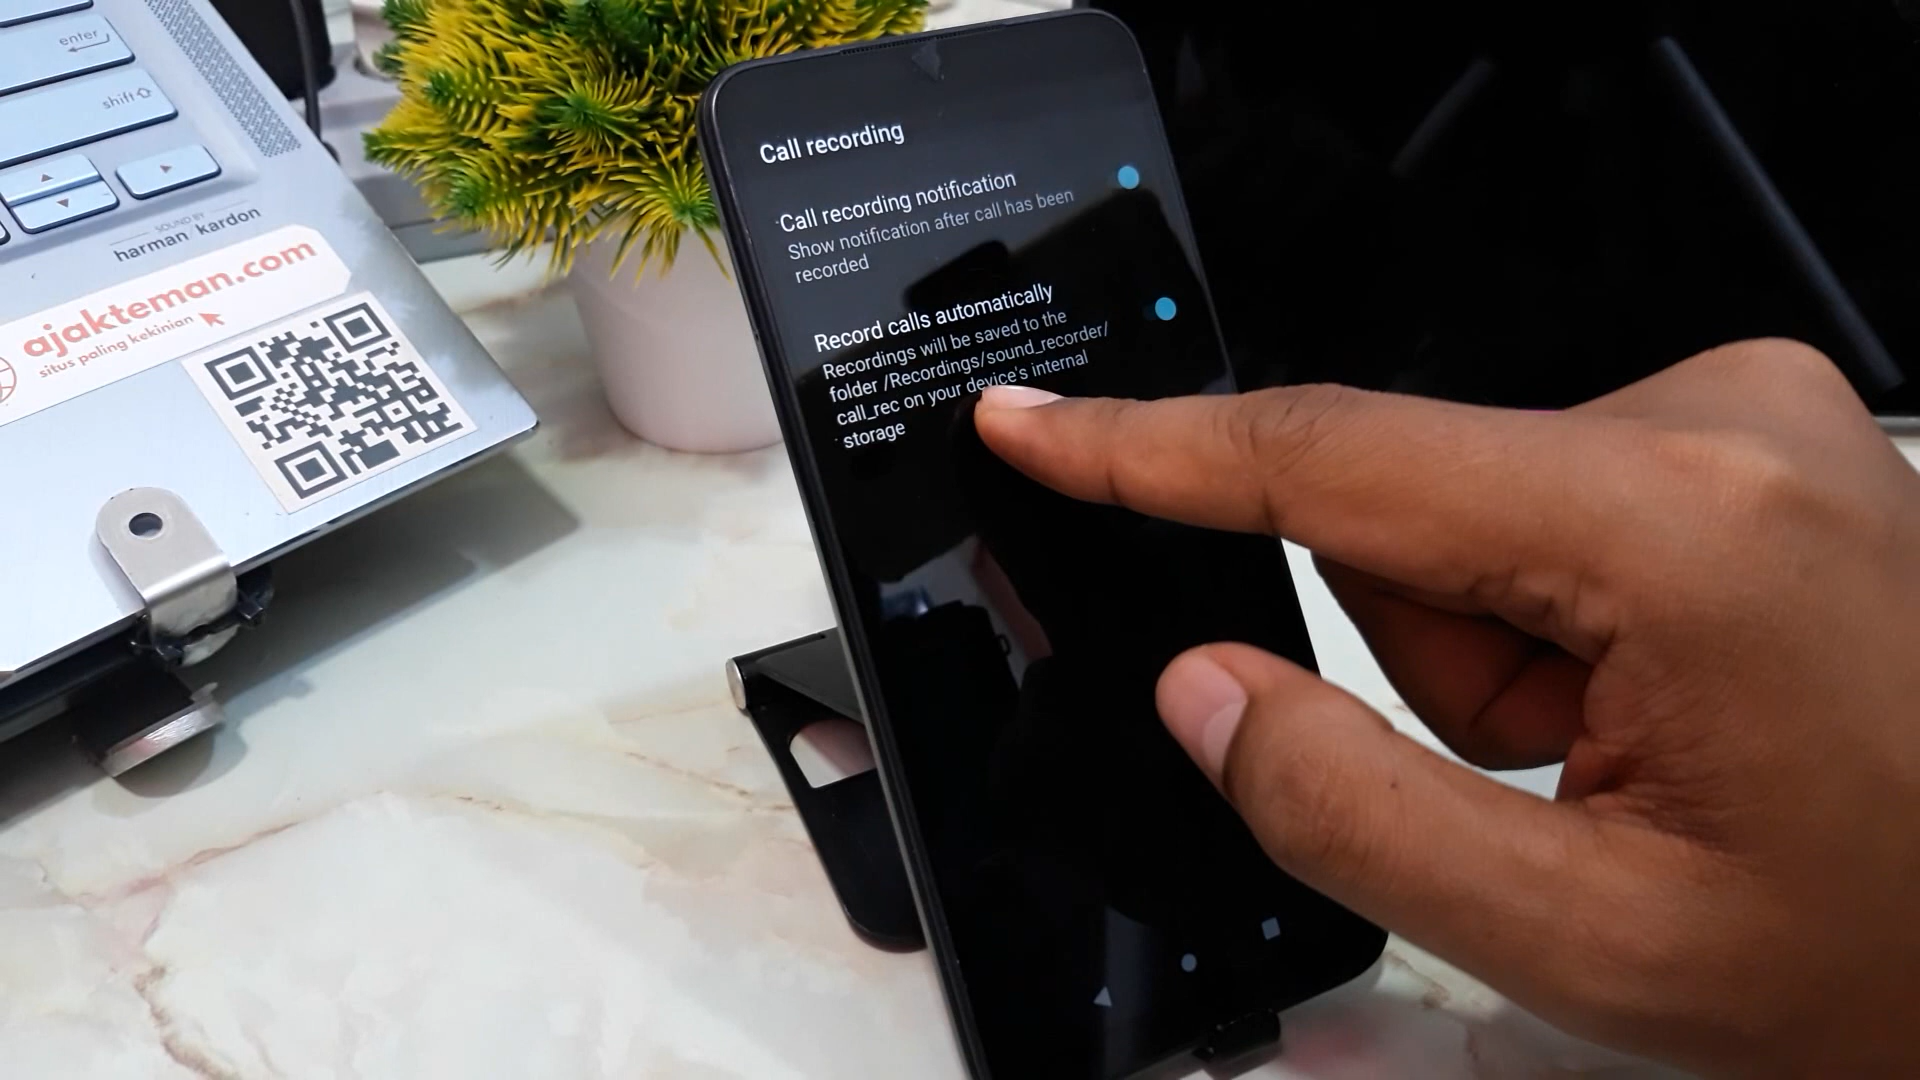 enter
shift
SOUND BY
harman/kardon
ajakteman.com
situs paling kekinian
Call recording
Call recording notification
Show notification after call has been
recorded
Record calls automatically
Recordings will be saved to the
folder /Recordings/sound_recorder/
call_rec on your device's internal
storage